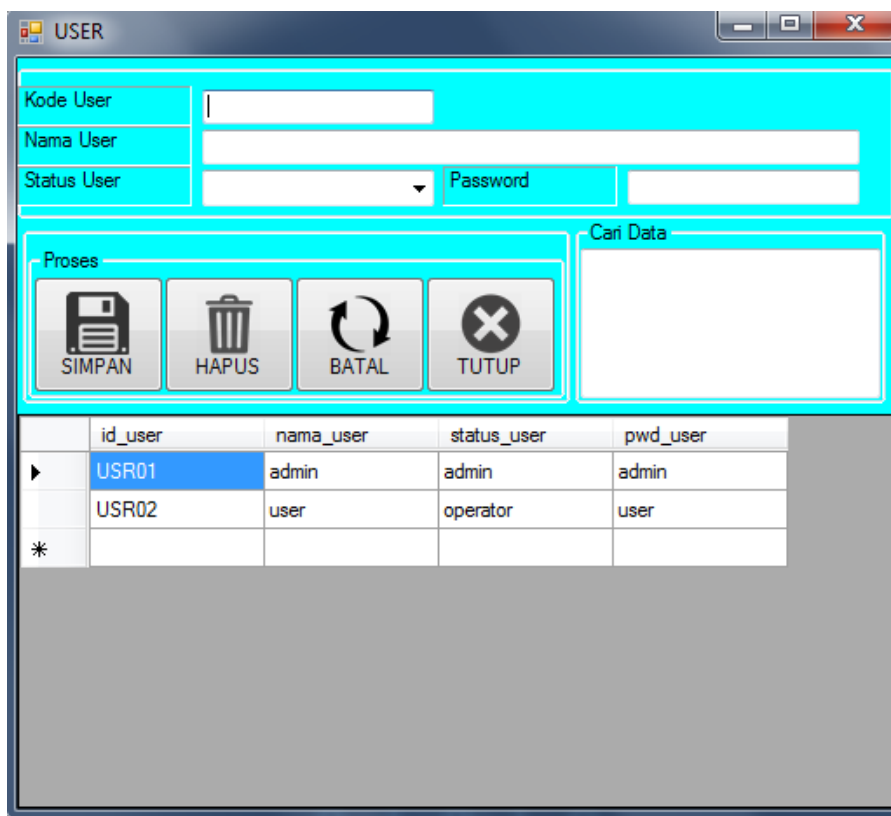 USER
Kode User
Nama User
Status User Password
Proses
Cari Data
SIMPAN HAPUS BATAL TUTUP
id_user nama_user status_user pwd_user
USR01 admin admin admin
USR02 user operator user